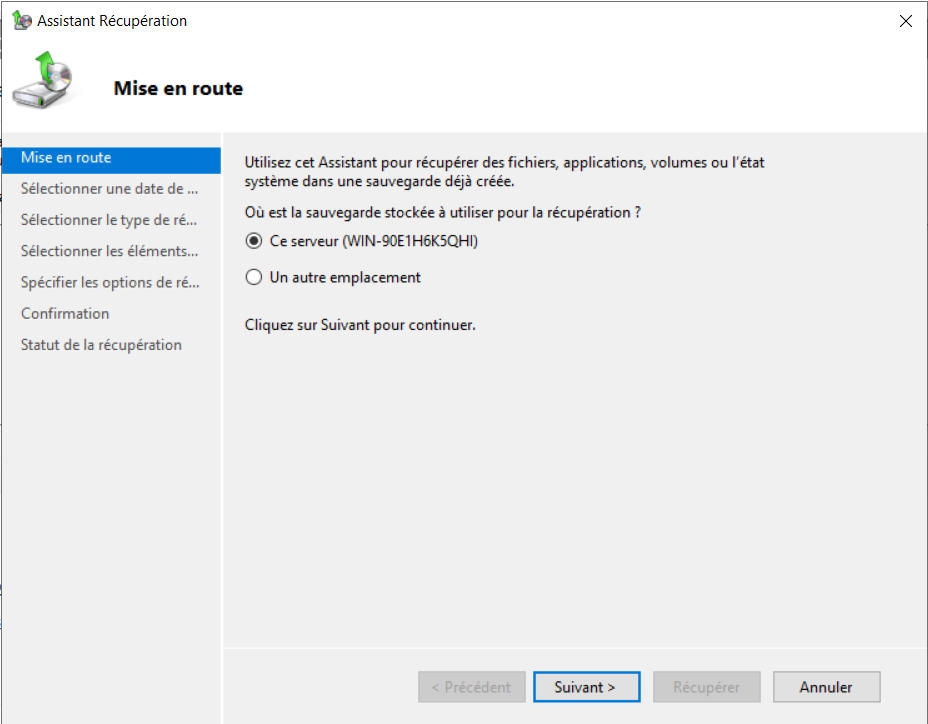 Assistant Récupération
Mise en route
Mise en route
Sélectionner une date de ...
Sélectionner le type de ré...
Sélectionner les éléments...
Spécifier les options de ré...
Confirmation
Statut de la récupération
Utilisez cet Assistant pour récupérer des fichiers, applications, volumes ou l'état
système dans une sauvegarde déjà créée.
Où est la sauvegarde stockée à utiliser pour la récupération ?
Ce serveur (WIN-90E1H6K5QHI)
Un autre emplacement
Cliquez sur Suivant pour continuer.
< Précédent
Suivant >
Récupérer
Annuler